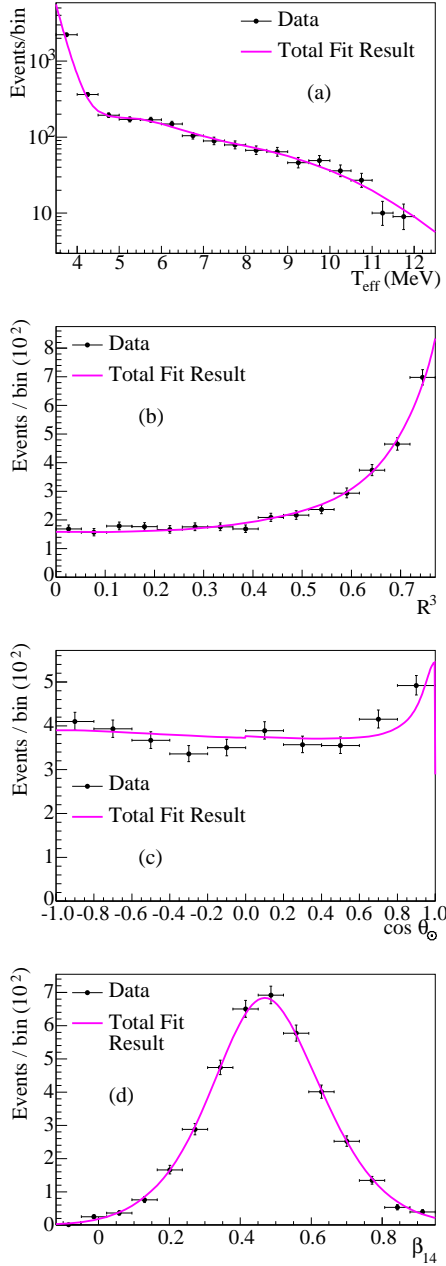 Events/bin
Data
Total Fit Result
(a)
10³
10²
10
4 5 6 7 8 9 10 11 12
T_eff (MeV)
Events / bin (10²)
Data
Total Fit Result
(b)
8
7
6
5
4
3
2
1
0
0 0.1 0.2 0.3 0.4 0.5 0.6 0.7
R³
Events / bin (10²)
5
4
3
2
1
0
Data
Total Fit Result
(c)
-1.0 -0.8 -0.6 -0.4 -0.2 0.0 0.2 0.4 0.6 0.8 1.0
cos θ⊙
Events / bin (10²)
Data
Total Fit
Result
(d)
7
6
5
4
3
2
1
0
0 0.2 0.4 0.6 0.8
β₁₄